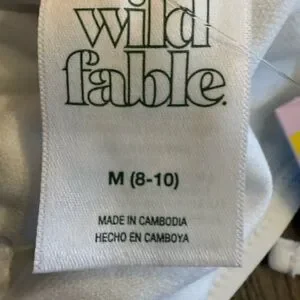 wild
fable.
M (8-10)
MADE IN CAMBODIA
HECHO EN CAMBOYA